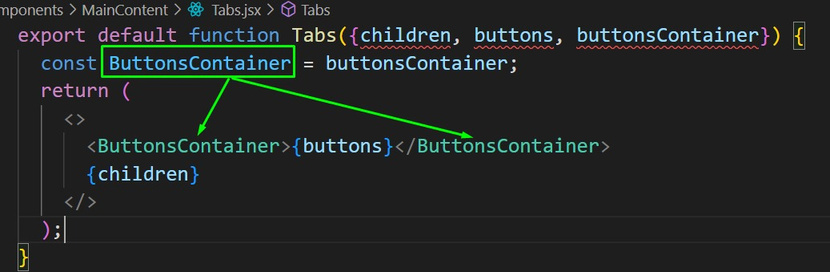 mponents > MainContent > Tabs.jsx > Tabs
export default function Tabs({children, buttons, buttonsContainer}) {
const ButtonsContainer = buttonsContainer;
return (
<>
<ButtonsContainer>{buttons}</ButtonsContainer>
{children}
</>
);
}